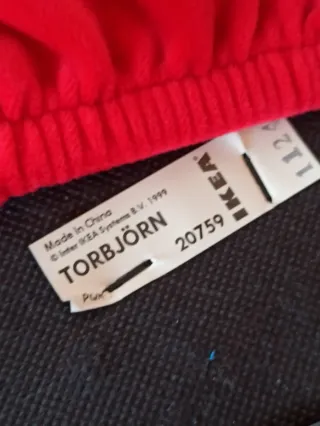 Made in China
© Inter IKEA Systems B.V. 1999
TORBJÖRN
20759
IKEA